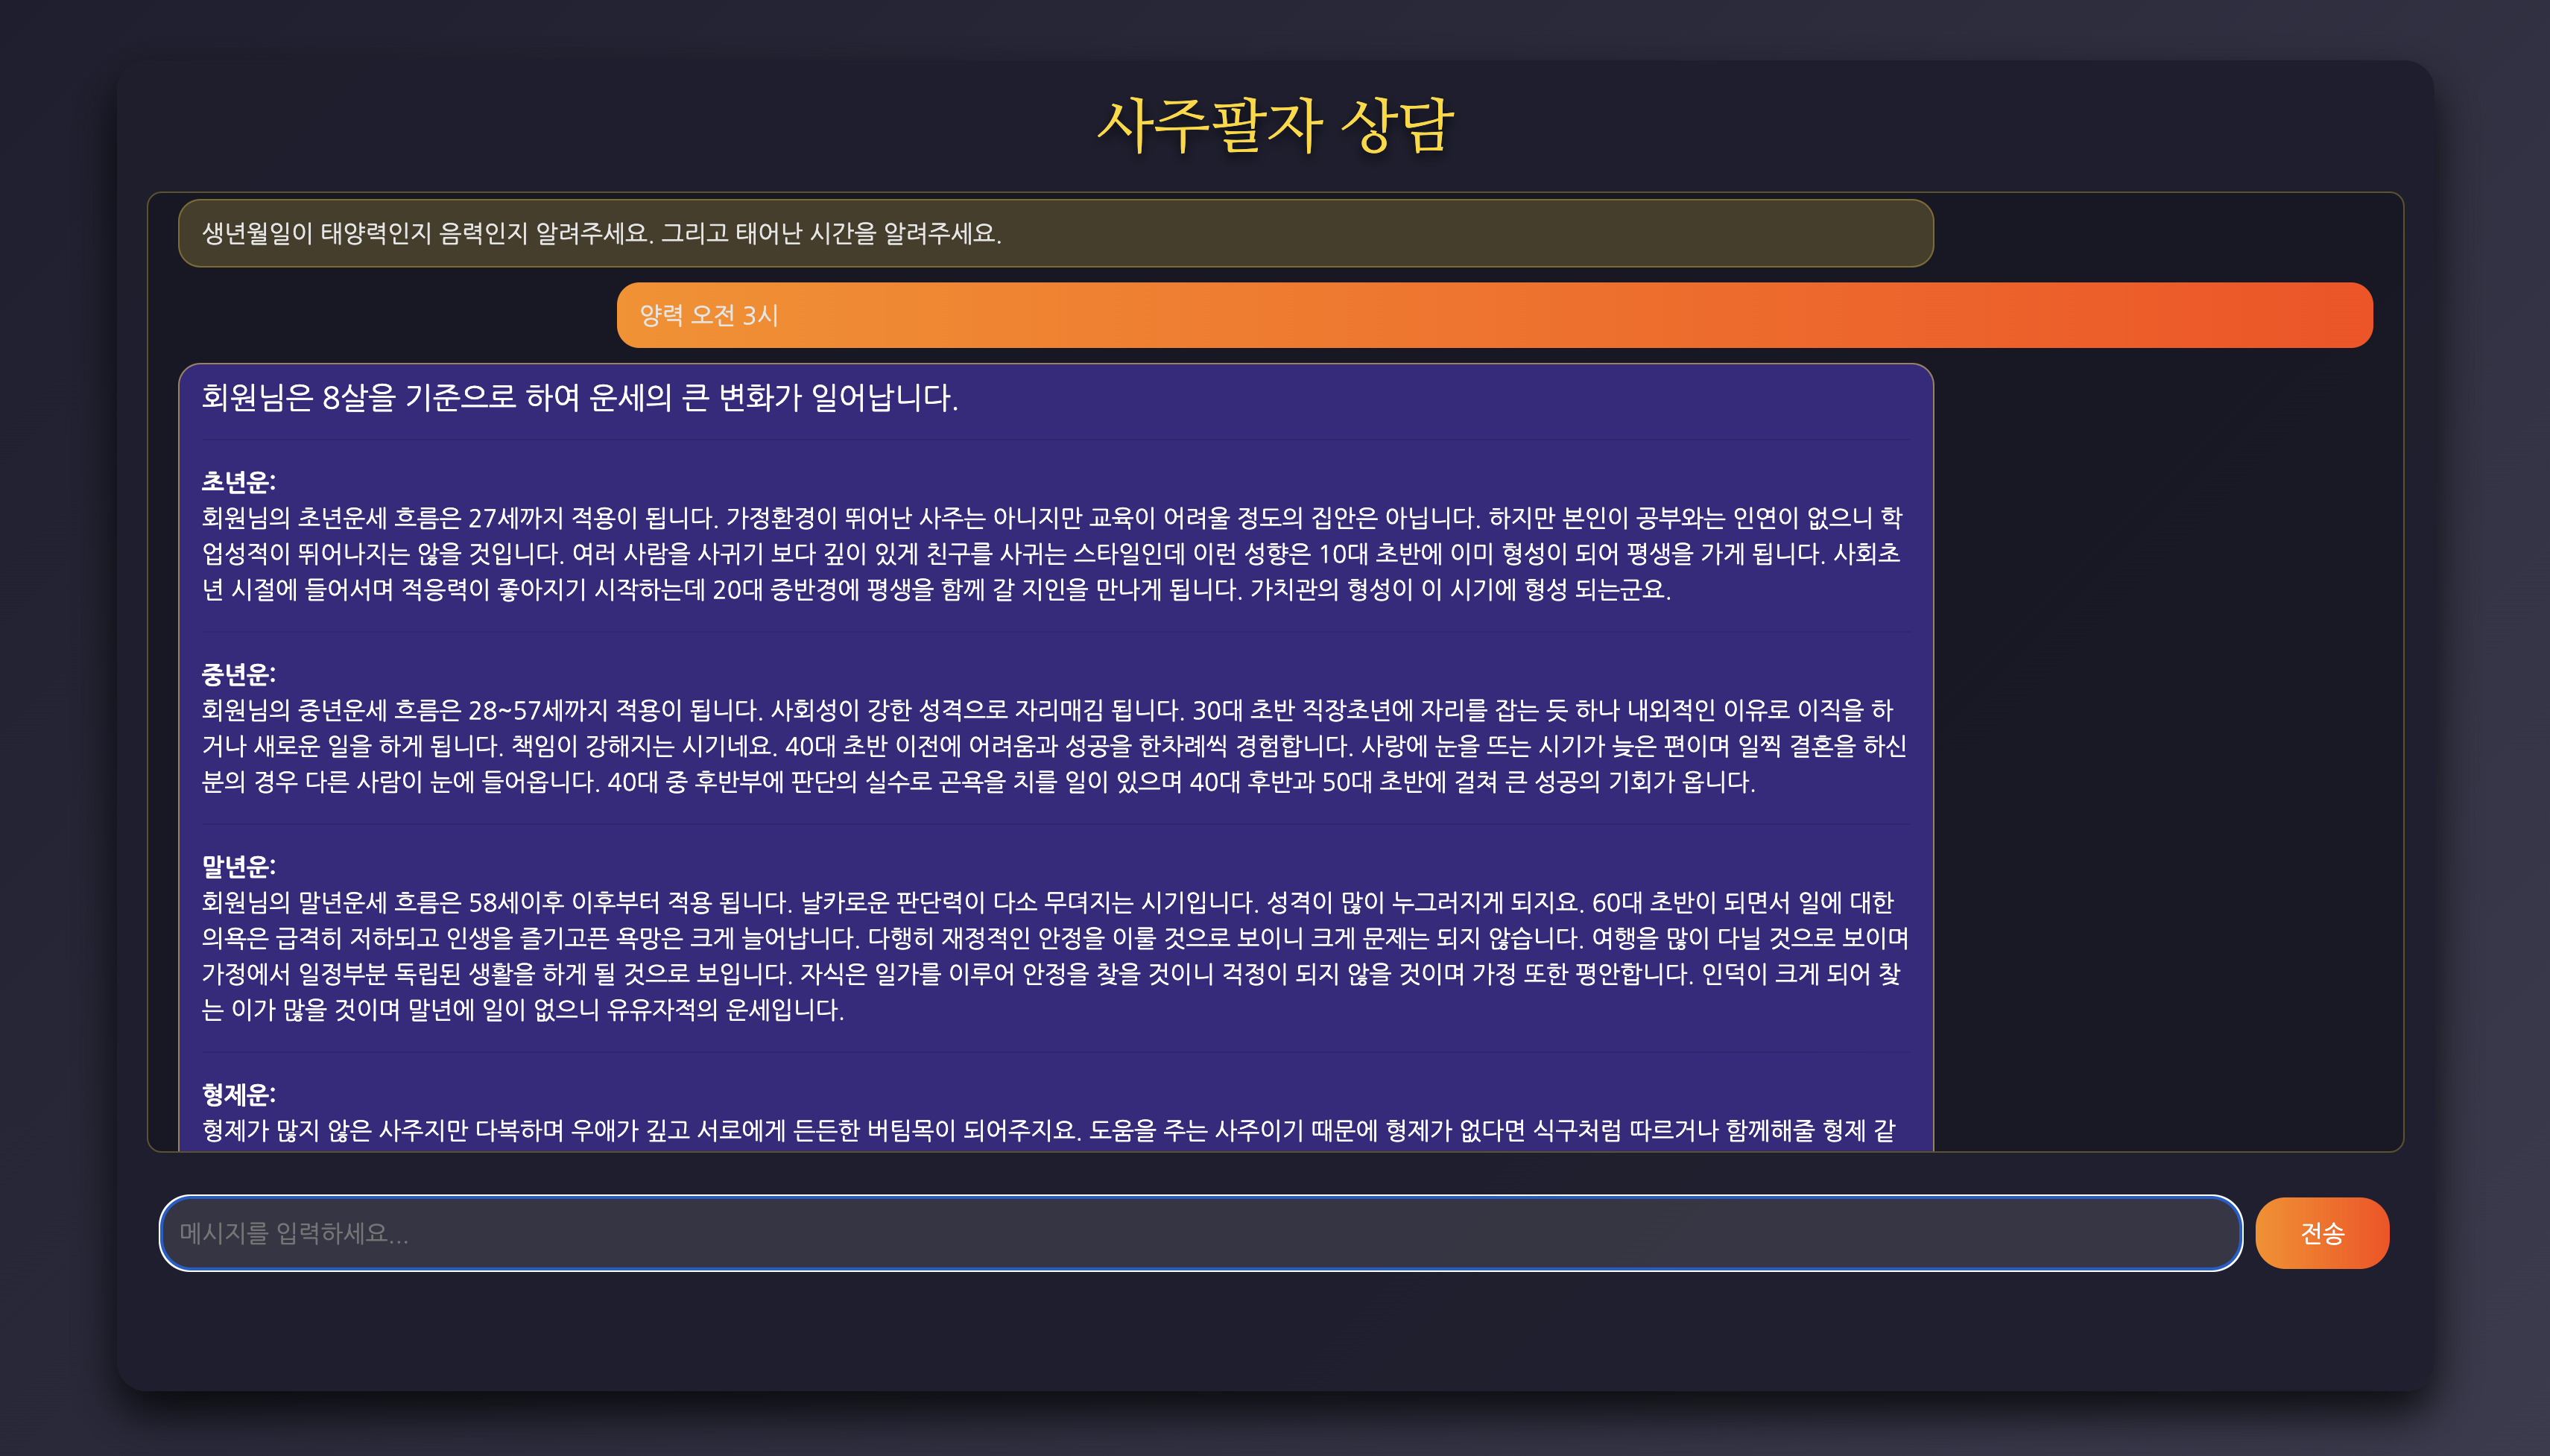 사주팔자 상담
생년월일이 태양력인지 음력인지 알려주세요. 그리고 태어난 시간을 알려주세요.
양력 오전 3시
회원님은 8살을 기준으로 하여 운세의 큰 변화가 일어납니다.
초년운:
회원님의 초년운세 흐름은 27세까지 적용이 됩니다. 가정환경이 뛰어난 사주는 아니지만 교육이 어려울 정도의 집안은 아닙니다. 하지만 본인이 공부와는 인연이 없으니 학
업성적이 뛰어나지는 않을 것입니다. 여러 사람을 사귀기 보다 깊이 있게 친구를 사귀는 스타일인데 이런 성향은 10대 초반에 이미 형성이 되어 평생을 가게 됩니다. 사회초
년 시절에 들어서며 적응력이 좋아지기 시작하는데 20대 중반경에 평생을 함께 갈 지인을 만나게 됩니다. 가치관의 형성이 이 시기에 형성 되는군요.
중년운:
회원님의 중년운세 흐름은 28~57세까지 적용이 됩니다. 사회성이 강한 성격으로 자리매김 됩니다. 30대 초반 직장초년에 자리를 잡는 듯 하나 내외적인 이유로 이직을 하
거나 새로운 일을 하게 됩니다. 책임이 강해지는 시기네요. 40대 초반 이전에 어려움과 성공을 한차례씩 경험합니다. 사랑에 눈을 뜨는 시기가 늦은 편이며 일찍 결혼을 하신
분의 경우 다른 사람이 눈에 들어옵니다. 40대 중 후반부에 판단의 실수로 곤욕을 치를 일이 있으며 40대 후반과 50대 초반에 걸쳐 큰 성공의 기회가 옵니다.
말년운:
회원님의 말년운세 흐름은 58세이후 이후부터 적용 됩니다. 날카로운 판단력이 다소 무뎌지는 시기입니다. 성격이 많이 누그러지게 되지요. 60대 초반이 되면서 일에 대한
의욕은 급격히 저하되고 인생을 즐기고픈 욕망은 크게 늘어납니다. 다행히 재정적인 안정을 이룰 것으로 보이니 크게 문제는 되지 않습니다. 여행을 많이 다닐 것으로 보이며
가정에서 일정부분 독립된 생활을 하게 될 것으로 보입니다. 자식은 일가를 이루어 안정을 찾을 것이니 걱정이 되지 않을 것이며 가정 또한 평안합니다. 인덕이 크게 되어 찾
는 이가 많을 것이며 말년에 일이 없으니 유유자적의 운세입니다.
형제운:
형제가 많지 않은 사주지만 다복하며 우애가 깊고 서로에게 든든한 버팀목이 되어주지요. 도움을 주는 사주이기 때문에 형제가 없다면 식구처럼 따르거나 함께해줄 형제 같
메시지를 입력하세요...
전송